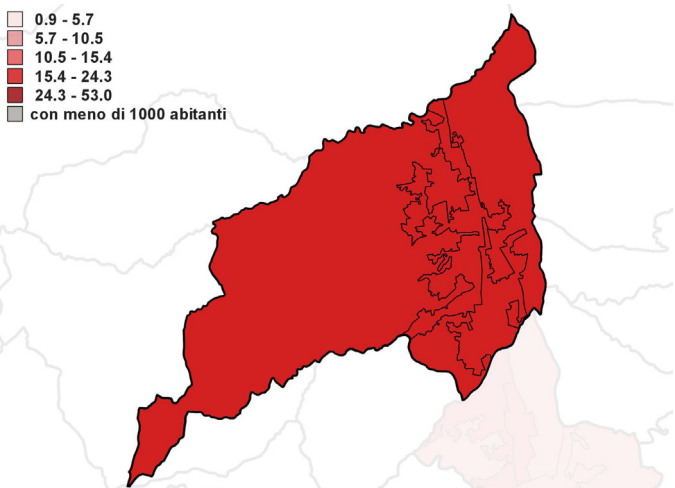 0.9 - 5.7
5.7 - 10.5
10.5 - 15.4
15.4 - 24.3
24.3 - 53.0
con meno di 1000 abitanti